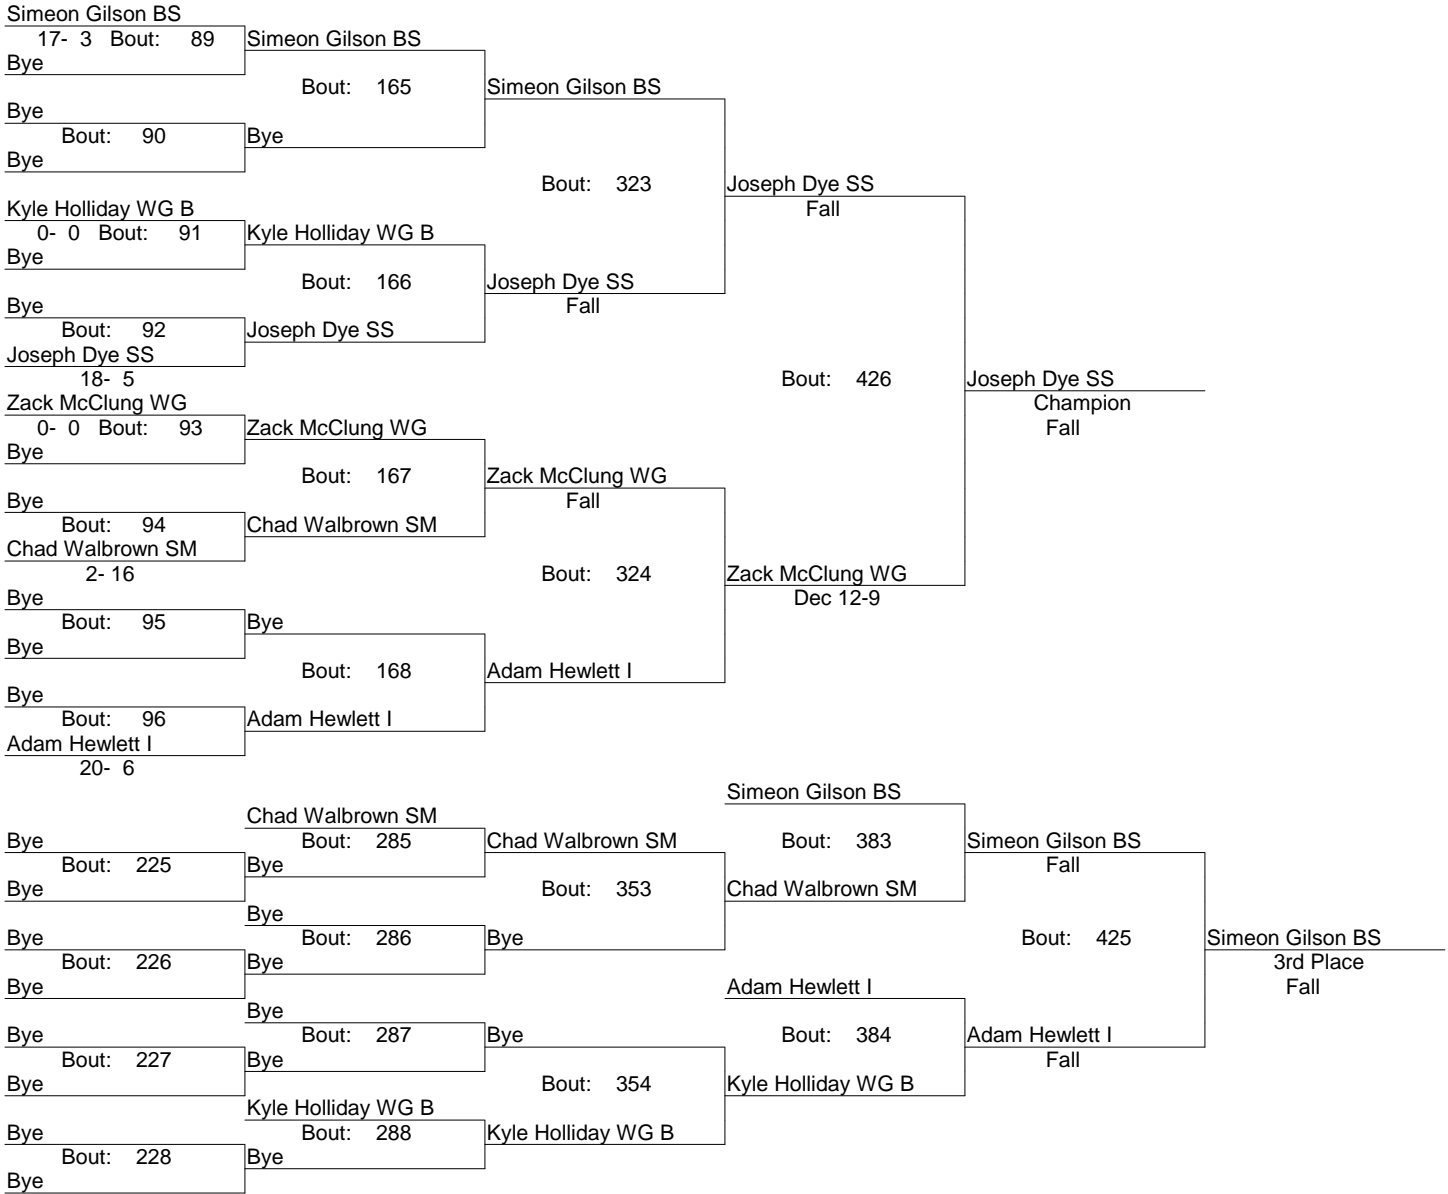 Simeon Gilson BS
17- 3 Bout: 89 Simeon Gilson BS
Bye
Bout: 165 Simeon Gilson BS
Bye
Bout: 90 Bye
Bye
Bout: 323 Joseph Dye SS
Kyle Holliday WG B Fall
0- 0 Bout: 91 Kyle Holliday WG B
Bye
Bout: 166 Joseph Dye SS
Bye Fall
Bout: 92 Joseph Dye SS
Joseph Dye SS
18- 5 Bout: 426 Joseph Dye SS
Zack McClung WG Champion
0- 0 Bout: 93 Zack McClung WG Fall
Bye
Bout: 167 Zack McClung WG
Bye Fall
Bout: 94 Chad Walbrown SM
Chad Walbrown SM
2- 16 Bout: 324 Zack McClung WG
Bye Dec 12-9
Bout: 95 Bye
Bye
Bout: 168 Adam Hewlett I
Bye
Bout: 96 Adam Hewlett I
Adam Hewlett I
20- 6
Simeon Gilson BS
Chad Walbrown SM
Bye Bout: 285 Chad Walbrown SM Bout: 383 Simeon Gilson BS
Bout: 225 Bye Fall
Bye Bout: 353 Chad Walbrown SM
Bye
Bye Bout: 286 Bye Bout: 425 Simeon Gilson BS
Bout: 226 Bye 3rd Place
Bye Adam Hewlett I Fall
Bye
Bye Bout: 287 Bye Bout: 384 Adam Hewlett I
Bout: 227 Bye Fall
Bye Bout: 354 Kyle Holliday WG B
Kyle Holliday WG B
Bye Bout: 288 Kyle Holliday WG B
Bout: 228 Bye
Bye